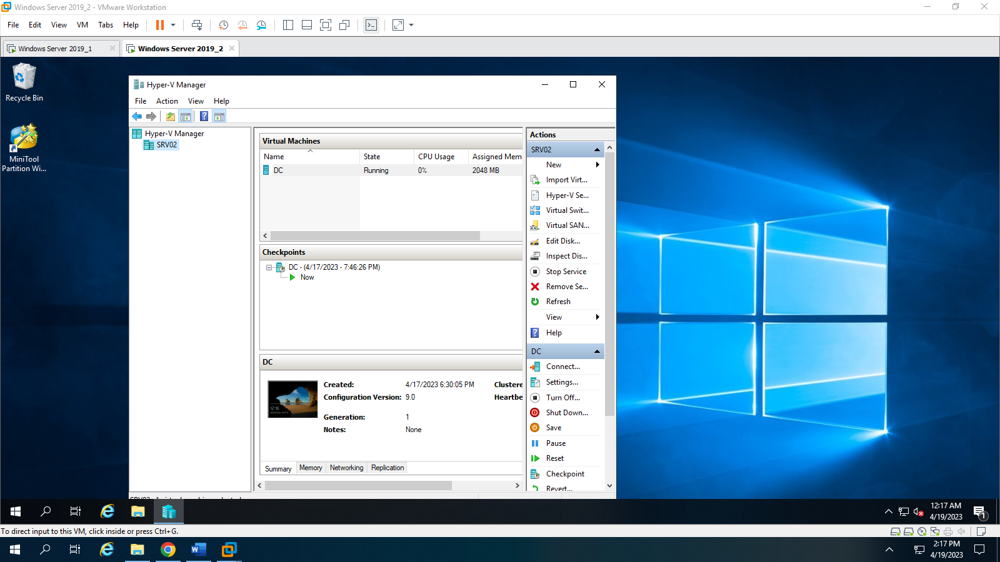 Windows Server 2019_2 - VMware Workstation
File Edit View VM Tabs Help
Windows Server 2019_1
Windows Server 2019_2
Recycle Bin
MiniTool
Partition Wi...
Hyper-V Manager
File Action View Help
Hyper-V Manager
SRV02
Virtual Machines
Name State CPU Usage Assigned Mem
DC Running 0% 2048 MB
Checkpoints
DC - (4/17/2023 - 7:46:26 PM)
Now
DC
Created: 4/17/2023 6:30:05 PM Clustere
Configuration Version: 9.0 Heartbe
Generation: 1
Notes: None
12:16
Summary Memory Networking Replication
Actions
SRV02
New
Import Virt...
Hyper-V Se...
Virtual Swit...
Virtual SAN...
Edit Disk...
Inspect Dis...
Stop Service
Remove Se...
Refresh
View
Help
DC
Connect...
Settings...
Turn Off...
Shut Down...
Save
Pause
Reset
Checkpoint
Revert...
12:17 AM
4/19/2023
1
To direct input to this VM, click inside or press Ctrl+G.
2:17 PM
4/19/2023